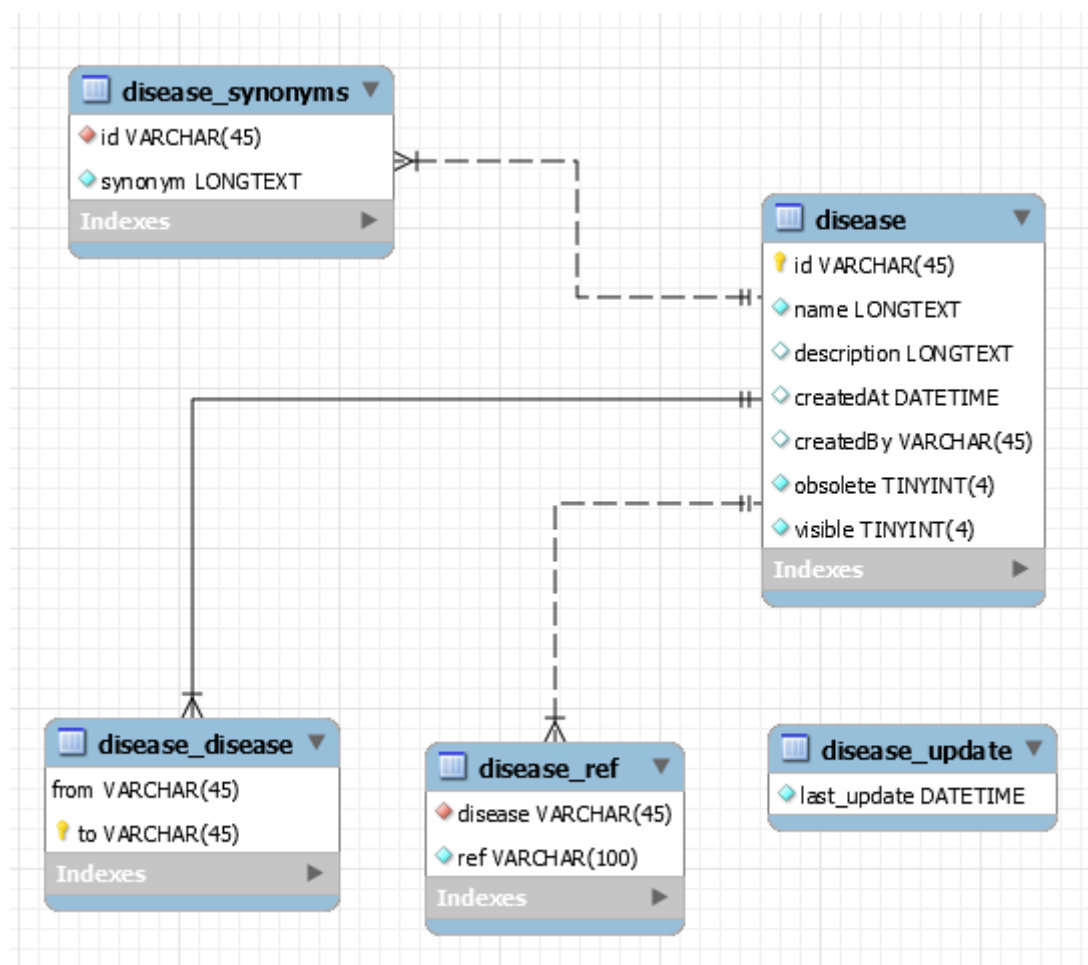 disease_synonyms
id VARCHAR(45)
synonym LONGTEXT
Indexes
disease
id VARCHAR(45)
name LONGTEXT
description LONGTEXT
createdAt DATETIME
createdBy VARCHAR(45)
obsolete TINYINT(4)
visible TINYINT(4)
Indexes
disease_disease
from VARCHAR(45)
to VARCHAR(45)
Indexes
disease_ref
disease VARCHAR(45)
ref VARCHAR(100)
Indexes
disease_update
last_update DATETIME